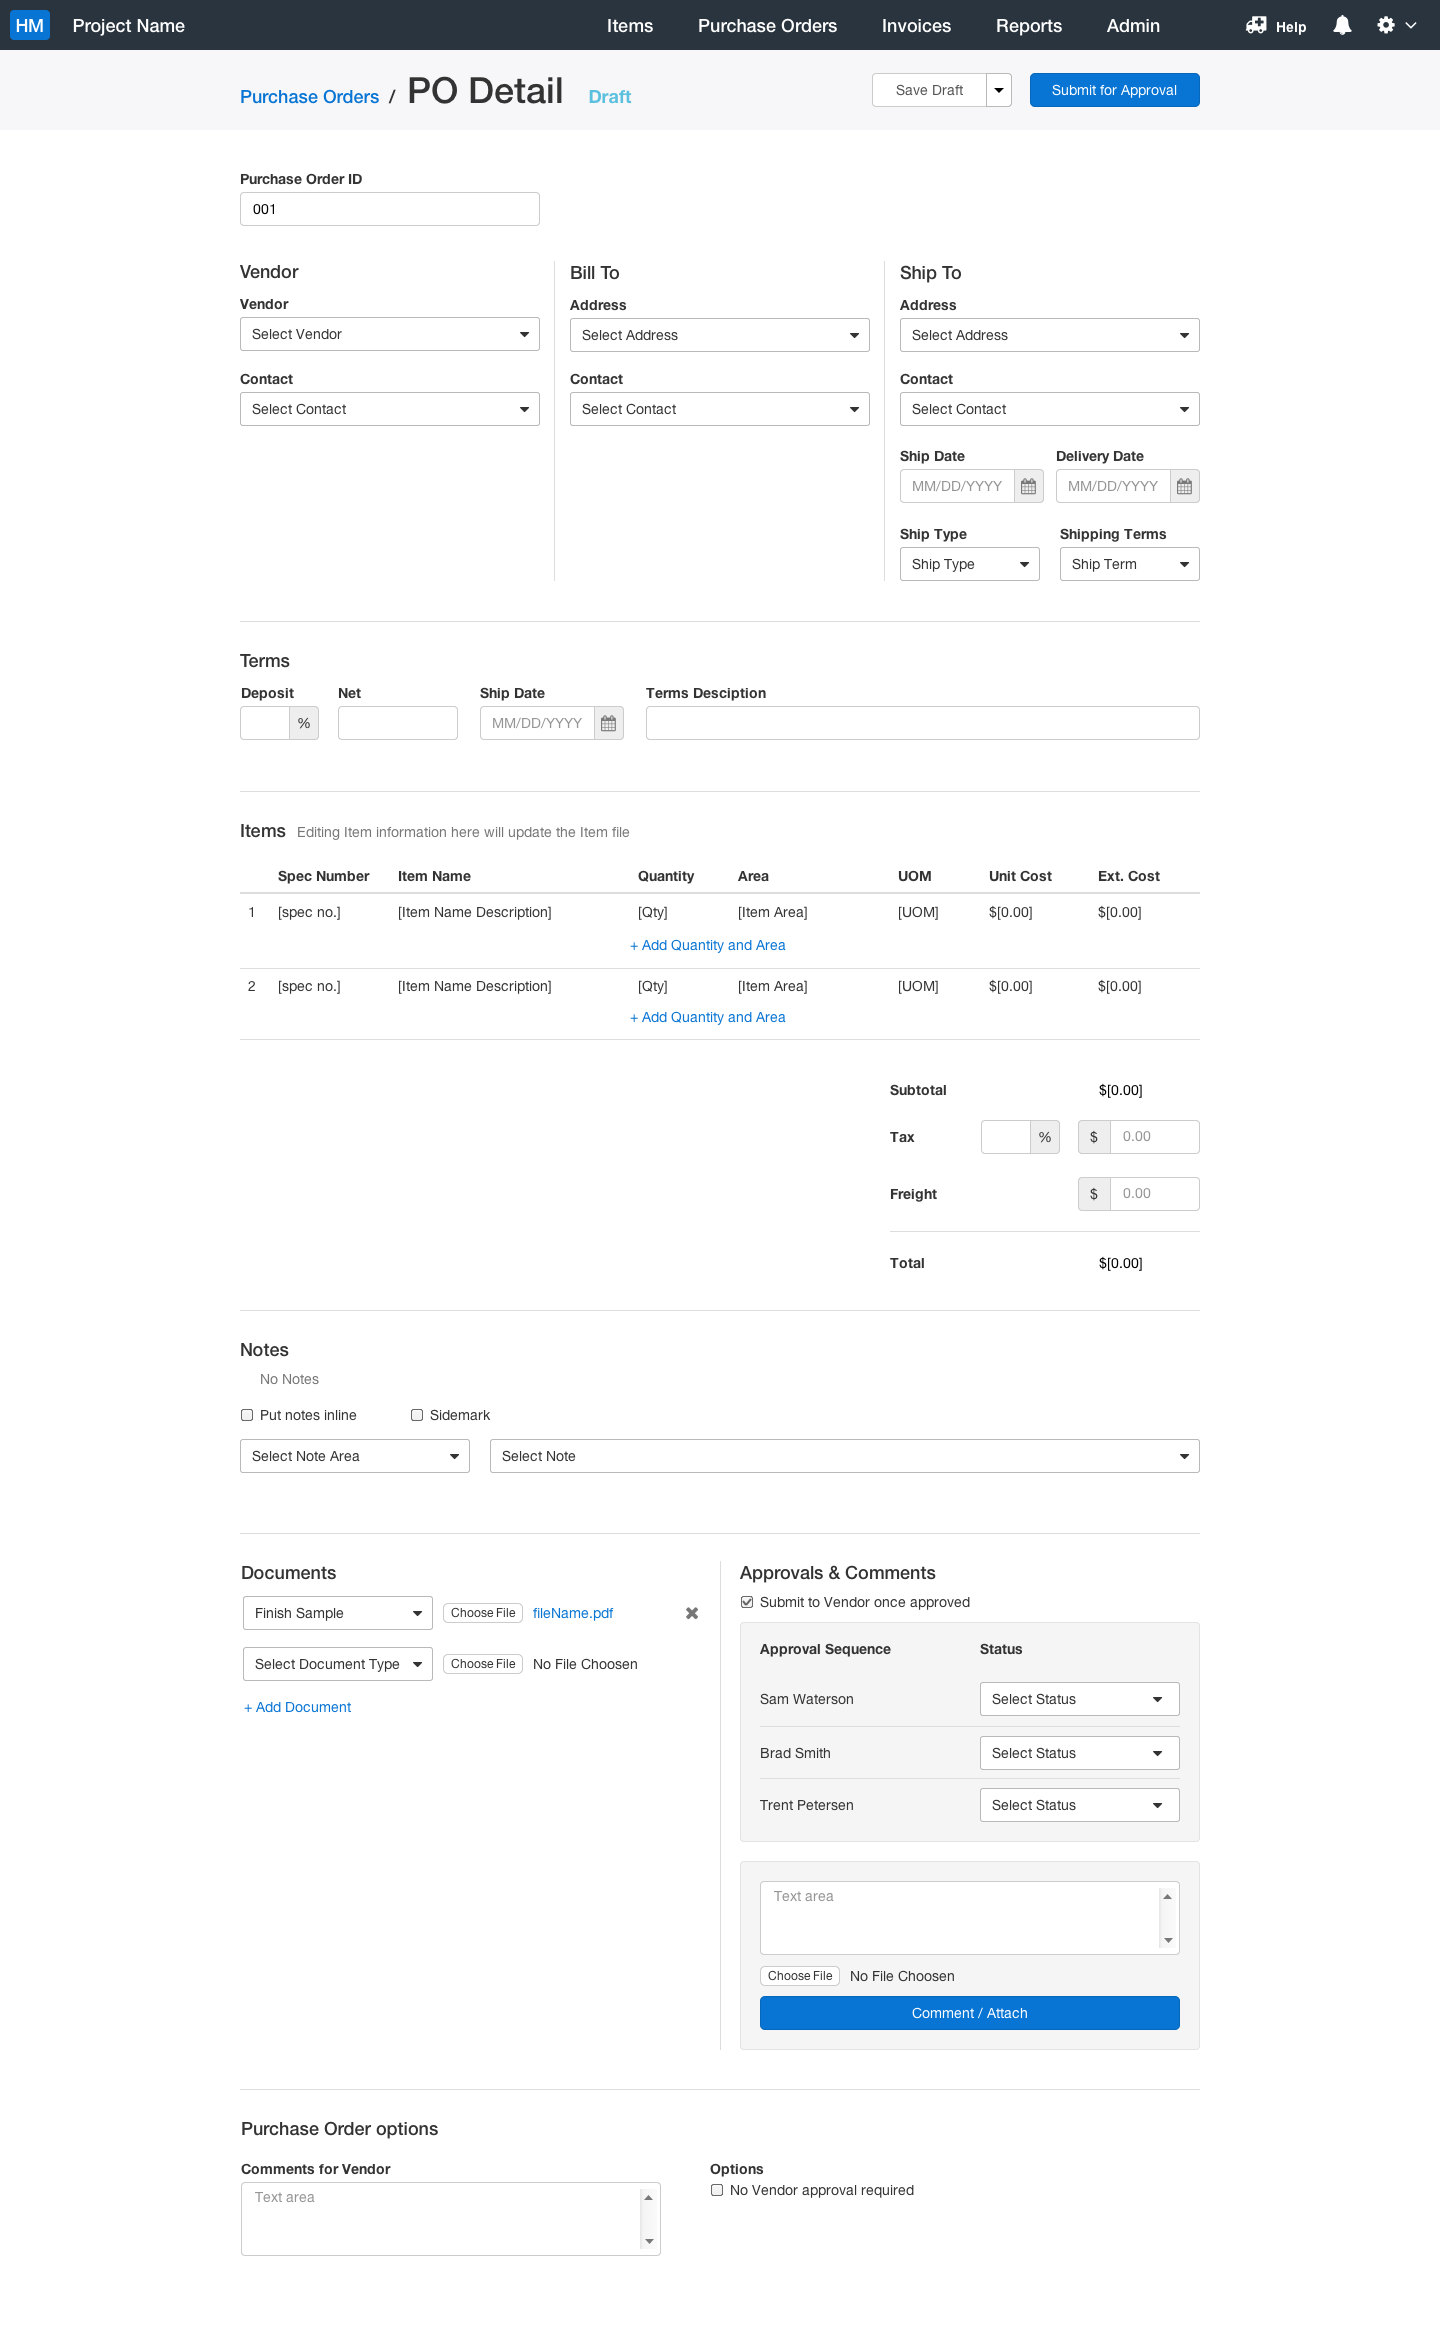 HM Project Name Items Purchase Orders Invoices Reports Admin Help
Purchase Orders / PO Detail Draft Save Draft Submit for Approval
Purchase Order ID
001
Vendor Bill To Ship To
Vendor Address Address
Select Vendor Select Address Select Address
Contact Contact Contact
Select Contact Select Contact Select Contact
Ship Date Delivery Date
MM/DD/YYYY MM/DD/YYYY
Ship Type Shipping Terms
Ship Type Ship Term
Terms
Deposit Net Ship Date Terms Desciption
% MM/DD/YYYY
Items Editing Item information here will update the Item file
Spec Number Item Name Quantity Area UOM Unit Cost Ext. Cost
1 [spec no.] [Item Name Description] [Qty] [Item Area] [UOM] $[0.00] $[0.00]
+ Add Quantity and Area
2 [spec no.] [Item Name Description] [Qty] [Item Area] [UOM] $[0.00] $[0.00]
+ Add Quantity and Area
Subtotal $[0.00]
Tax % $ 0.00
Freight $ 0.00
Total $[0.00]
Notes
No Notes
Put notes inline Sidemark
Select Note Area Select Note
Documents
Finish Sample Choose File fileName.pdf
Select Document Type Choose File No File Choosen
+ Add Document
Approvals & Comments
Submit to Vendor once approved
Approval Sequence Status
Sam Waterson Select Status
Brad Smith Select Status
Trent Petersen Select Status
Text area
Choose File No File Choosen
Comment / Attach
Purchase Order options
Comments for Vendor Options
Text area No Vendor approval required